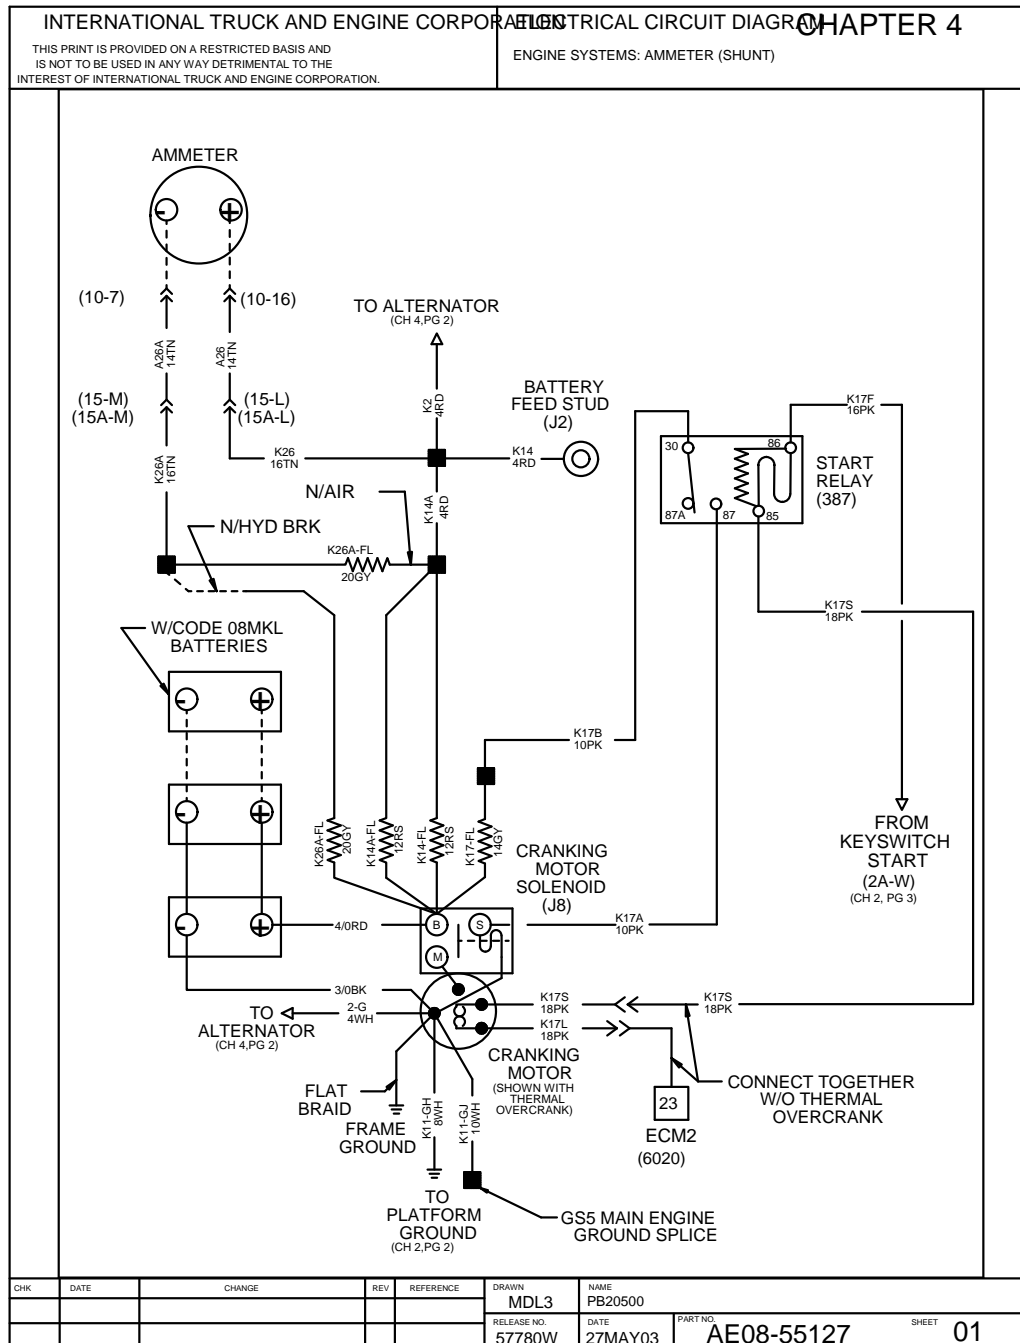 INTERNATIONAL TRUCK AND ENGINE CORPORATION
ELECTRICAL CIRCUIT DIAGRAM
CHAPTER 4
THIS PRINT IS PROVIDED ON A RESTRICTED BASIS AND
IS NOT TO BE USED IN ANY WAY DETRIMENTAL TO THE
INTEREST OF INTERNATIONAL TRUCK AND ENGINE CORPORATION.
ENGINE SYSTEMS: AMMETER (SHUNT)
AMMETER
- +
(10-7)
(10-16)
A26A
14TN
A26
14TN
(15-M)
(15A-M)
(15-L)
(15A-L)
K26A
16TN
K26
16TN
TO ALTERNATOR
(CH 4,PG 2)
K2
4RD
BATTERY
FEED STUD
(J2)
K14
4RD
K14A
4RD
N/AIR
N/HYD BRK
K26A-FL
20GY
K17F
16PK
30
86
87A
87
85
START
RELAY
(387)
K17S
18PK
W/CODE 08MKL
BATTERIES
- +
- +
- +
K17B
10PK
K26A-FL
20GY
K14A-FL
12RS
K14-FL
12RS
K17-FL
14GY
CRANKING
MOTOR
SOLENOID
(J8)
FROM
KEYSWITCH
START
(2A-W)
(CH 2, PG 3)
4/0RD
B
S
M
K17A
10PK
3/0BK
2-G
4WH
TO
ALTERNATOR
(CH 4,PG 2)
K17S
18PK
K17S
18PK
K17L
18PK
CRANKING
MOTOR
(SHOWN WITH
THERMAL
OVERCRANK)
FLAT
BRAID
FRAME
GROUND
K11-GH
8WH
K11-GJ
10WH
23
ECM2
(6020)
CONNECT TOGETHER
W/O THERMAL
OVERCRANK
TO
PLATFORM
GROUND
(CH 2,PG 2)
GS5 MAIN ENGINE
GROUND SPLICE
CHK
DATE
CHANGE
REV
REFERENCE
DRAWN
MDL3
NAME
PB20500
RELEASE NO.
57780W
DATE
27MAY03
PART NO.
AE08-55127
SHEET
01